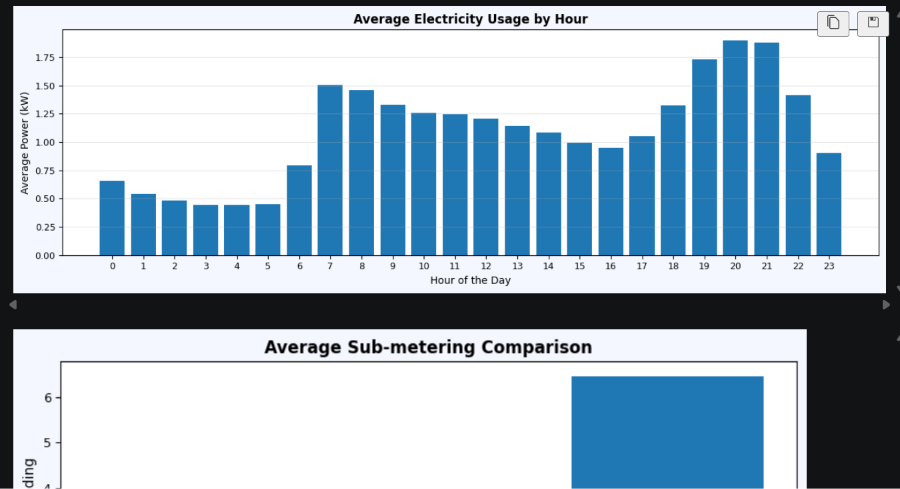 Average Electricity Usage by Hour
Average Power (kW)
1.75
1.50
1.25
1.00
0.75
0.50
0.25
0.00
0 1 2 3 4 5 6 7 8 9 10 11 12 13 14 15 16 17 18 19 20 21 22 23
Hour of the Day
Average Sub-metering Comparison
6
5